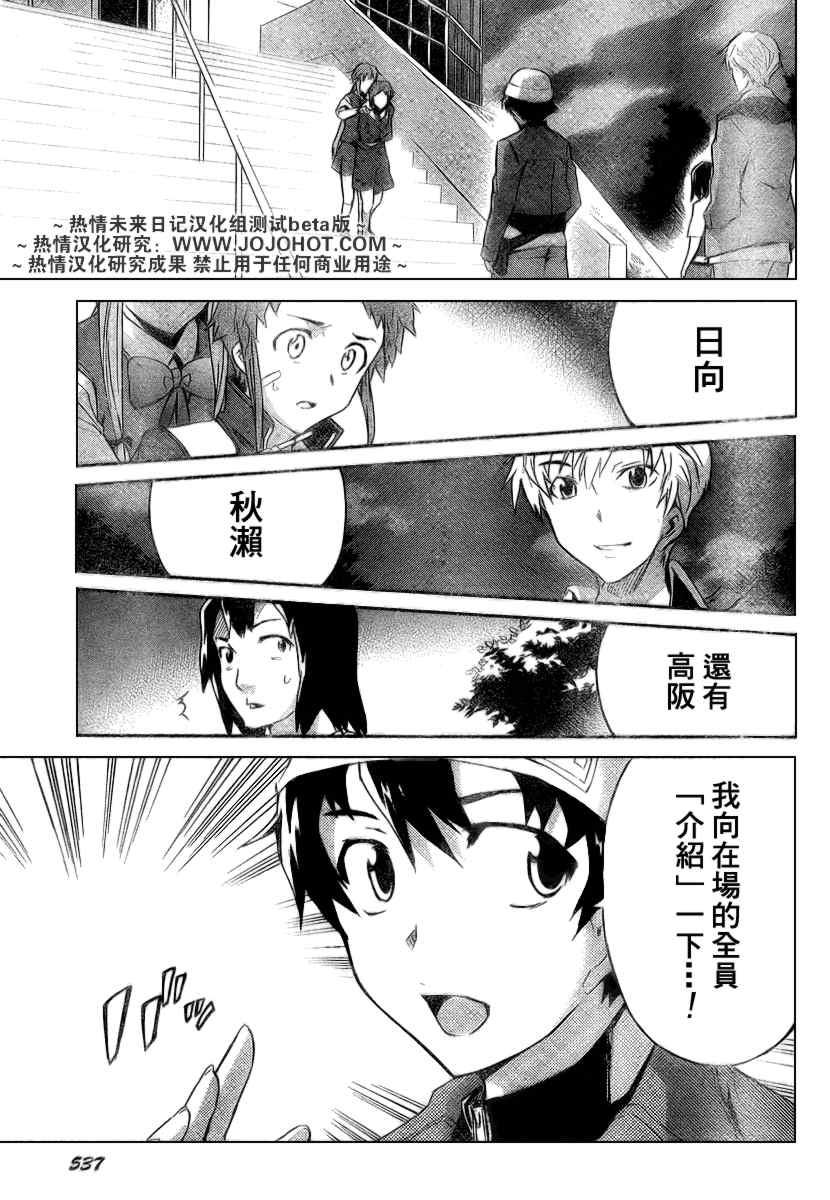 ~ 热情未来日记汉化组测试beta版 ~
~ 热情汉化研究：WWW.JOJOHOT.COM ~
~ 热情汉化研究成果 禁止用于任何商业用途 ~
日向
秋瀨
還有
高阪
我向在場的全員
「介紹」一下…！
537